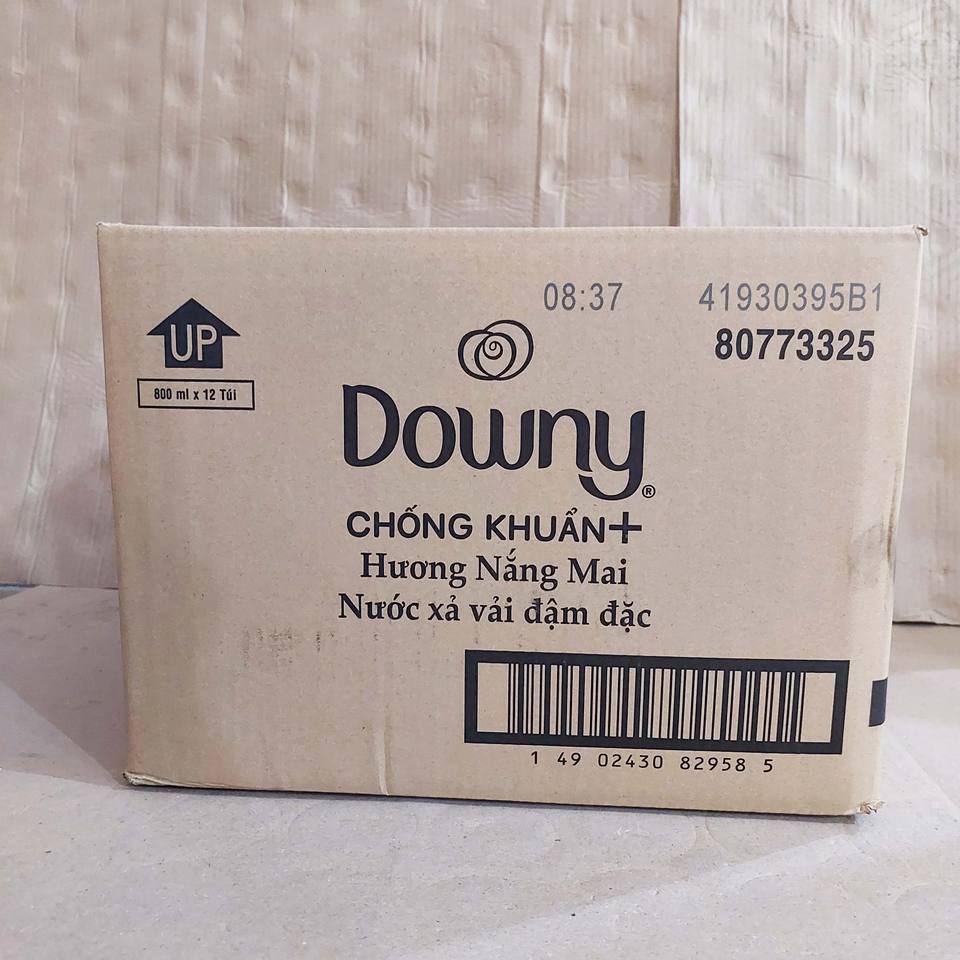 08:37 41930395B1
80773325
UP
800 ml x 12 Túi
Downy®
CHỐNG KHUẨN+
Hương Nắng Mai
Nước xả vải đậm đặc
1 49 02430 82958 5